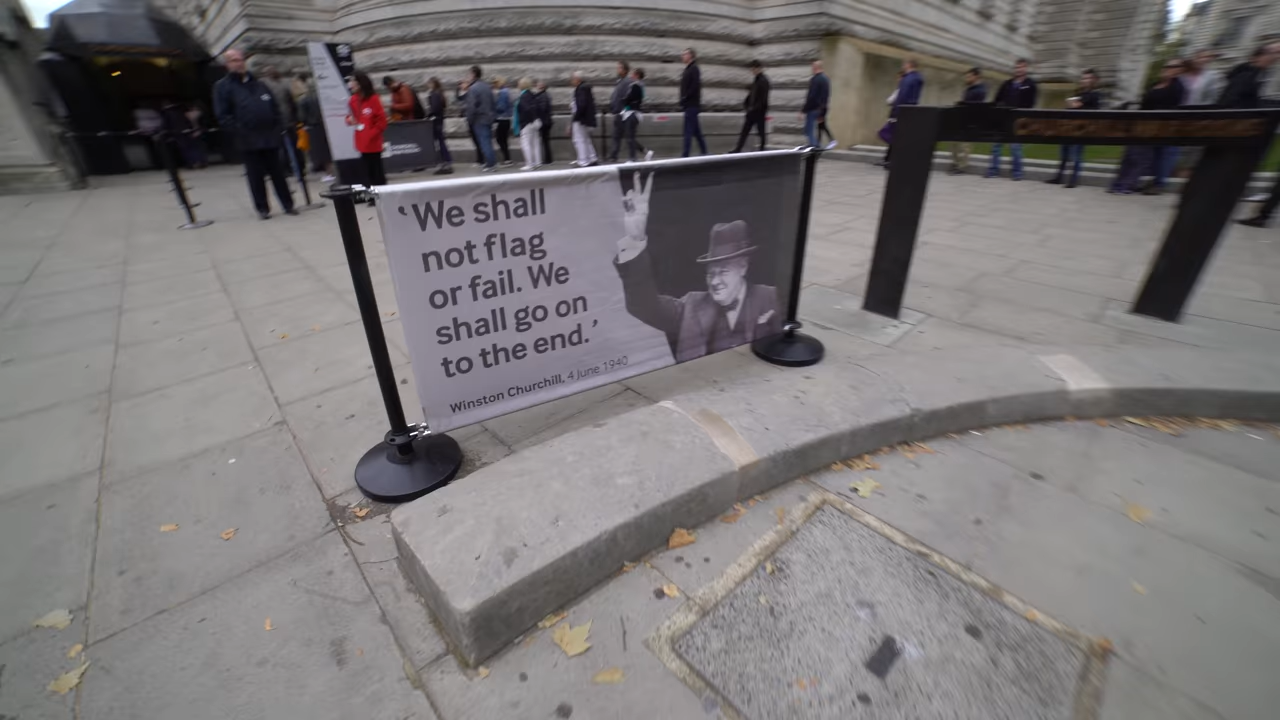 ‘We shall
not flag
or fail. We
shall go on
to the end.’
Winston Churchill, 4 June 1940